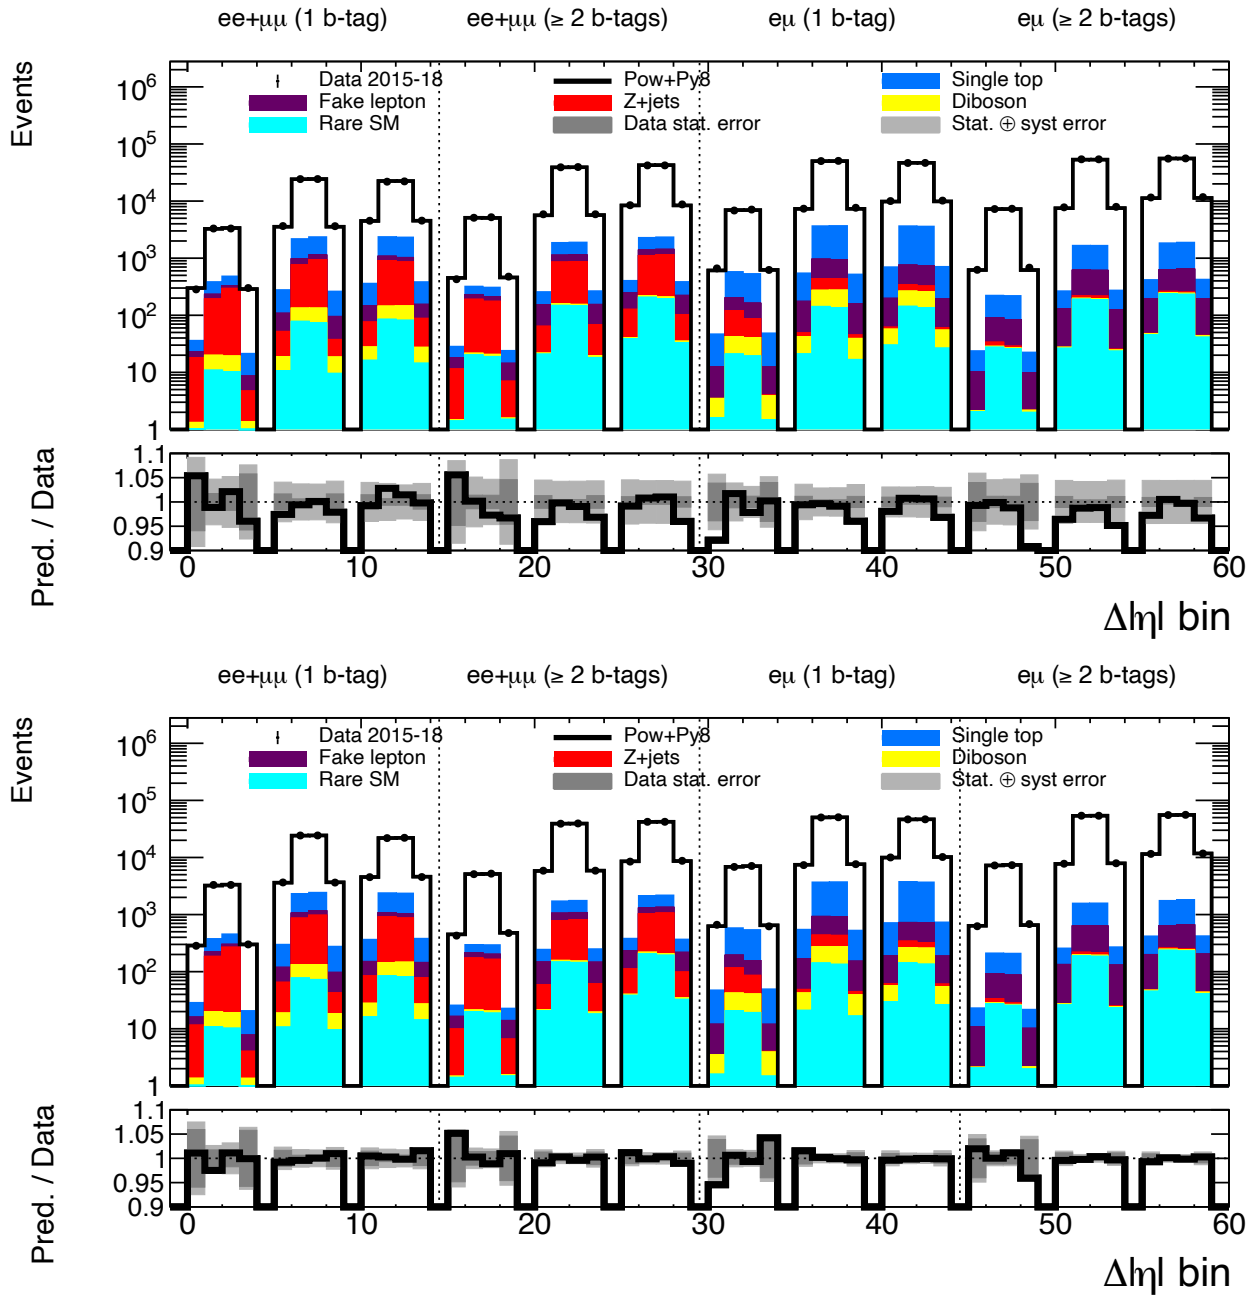 ee+μμ (1 b-tag) ee+μμ (≥ 2 b-tags) eμ (1 b-tag) eμ (≥ 2 b-tags)
Events
10⁶
10⁵
10⁴
10³
10²
10
1
Data 2015-18 Pow+Py8 Single top
Fake lepton Z+jets Diboson
Rare SM Data stat. error Stat. ⊕ syst error
Pred. / Data
1.1
1.05
1
0.95
0.9
0 10 20 30 40 50 60
Δ|η| bin
ee+μμ (1 b-tag) ee+μμ (≥ 2 b-tags) eμ (1 b-tag) eμ (≥ 2 b-tags)
Events
10⁶
10⁵
10⁴
10³
10²
10
1
Data 2015-18 Pow+Py8 Single top
Fake lepton Z+jets Diboson
Rare SM Data stat. error Stat. ⊕ syst error
Pred. / Data
1.1
1.05
1
0.95
0.9
0 10 20 30 40 50 60
Δ|η| bin